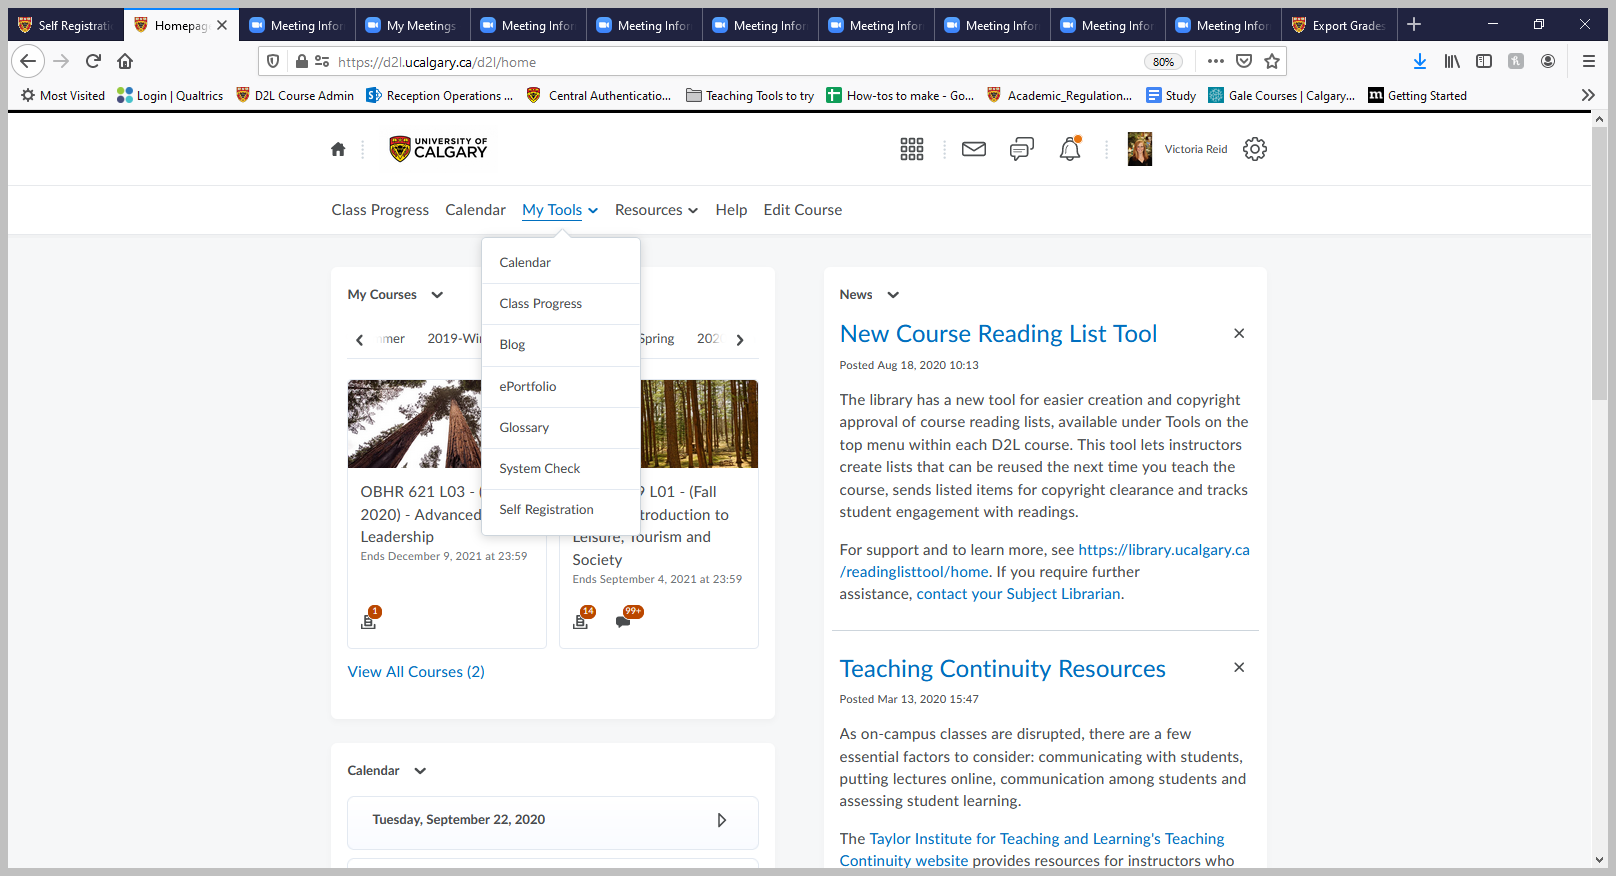 Self Registrati
Homepag
Meeting Infor
My Meetings
Meeting Infor
Meeting Infor
Meeting Infor
Meeting Infor
Meeting Infor
Meeting Infor
Meeting Infor
Export Grades
https://d2l.ucalgary.ca/d2l/home
80%
Most Visited
Login | Qualtrics
D2L Course Admin
Reception Operations ...
Central Authenticatio...
Teaching Tools to try
How-tos to make - Go...
Academic_Regulation...
Study
Gale Courses | Calgary...
Getting Started
UNIVERSITY OF
CALGARY
Victoria Reid
Class Progress
Calendar
My Tools
Resources
Help
Edit Course
Calendar
Class Progress
Blog
ePortfolio
Glossary
System Check
Self Registration
My Courses
mer
2019-Win
Spring
202
OBHR 621 L03 - (
2020) - Advanced
Leadership
Ends December 9, 2021 at 23:59
1
9 L01 - (Fall
troduction to
Leisure, Tourism and
Society
Ends September 4, 2021 at 23:59
14
99+
View All Courses (2)
Calendar
Tuesday, September 22, 2020
News
New Course Reading List Tool
Posted Aug 18, 2020 10:13
The library has a new tool for easier creation and copyright
approval of course reading lists, available under Tools on the
top menu within each D2L course. This tool lets instructors
create lists that can be reused the next time you teach the
course, sends listed items for copyright clearance and tracks
student engagement with readings.
For support and to learn more, see https://library.ucalgary.ca
/readinglisttool/home. If you require further
assistance, contact your Subject Librarian.
Teaching Continuity Resources
Posted Mar 13, 2020 15:47
As on-campus classes are disrupted, there are a few
essential factors to consider: communicating with students,
putting lectures online, communication among students and
assessing student learning.
The Taylor Institute for Teaching and Learning's Teaching
Continuity website provides resources for instructors who